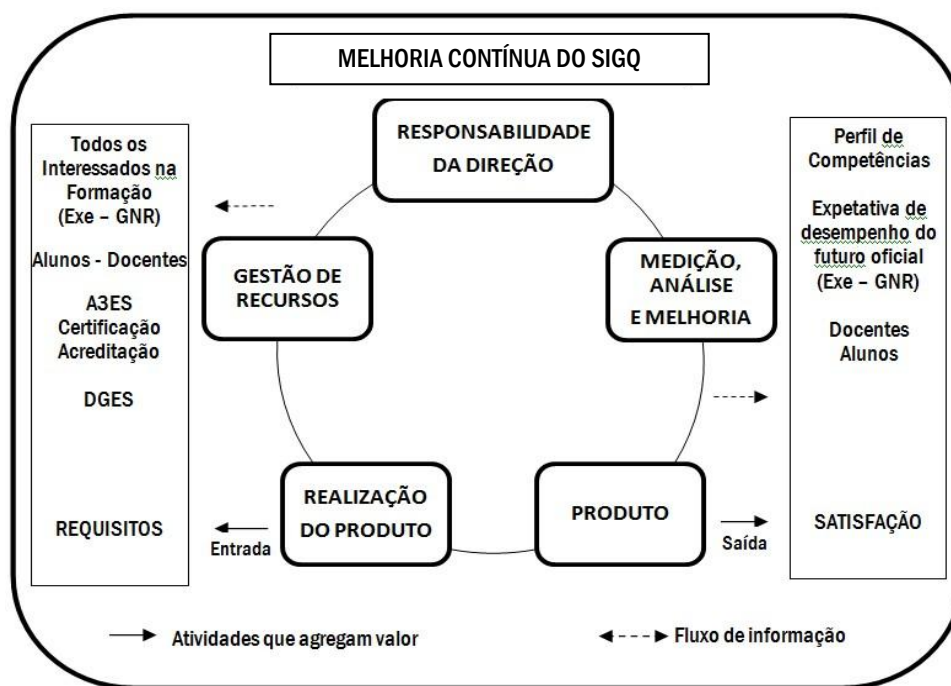 MELHORIA CONTÍNUA DO SIGQ
Todos os
Interessados na
Formação
(Exe – GNR)
Alunos - Docentes
A3ES
Certificação
Acreditação
DGES
REQUISITOS
RESPONSABILIDADE
DA DIREÇÃO
GESTÃO DE
RECURSOS
MEDIÇÃO,
ANÁLISE
E MELHORIA
REALIZAÇÃO
DO PRODUTO
PRODUTO
Entrada
Saída
Perfil de
Competências
Expetativa de
desempenho do
futuro oficial
(Exe – GNR)
Docentes
Alunos
SATISFAÇÃO
Atividades que agregam valor
Fluxo de informação